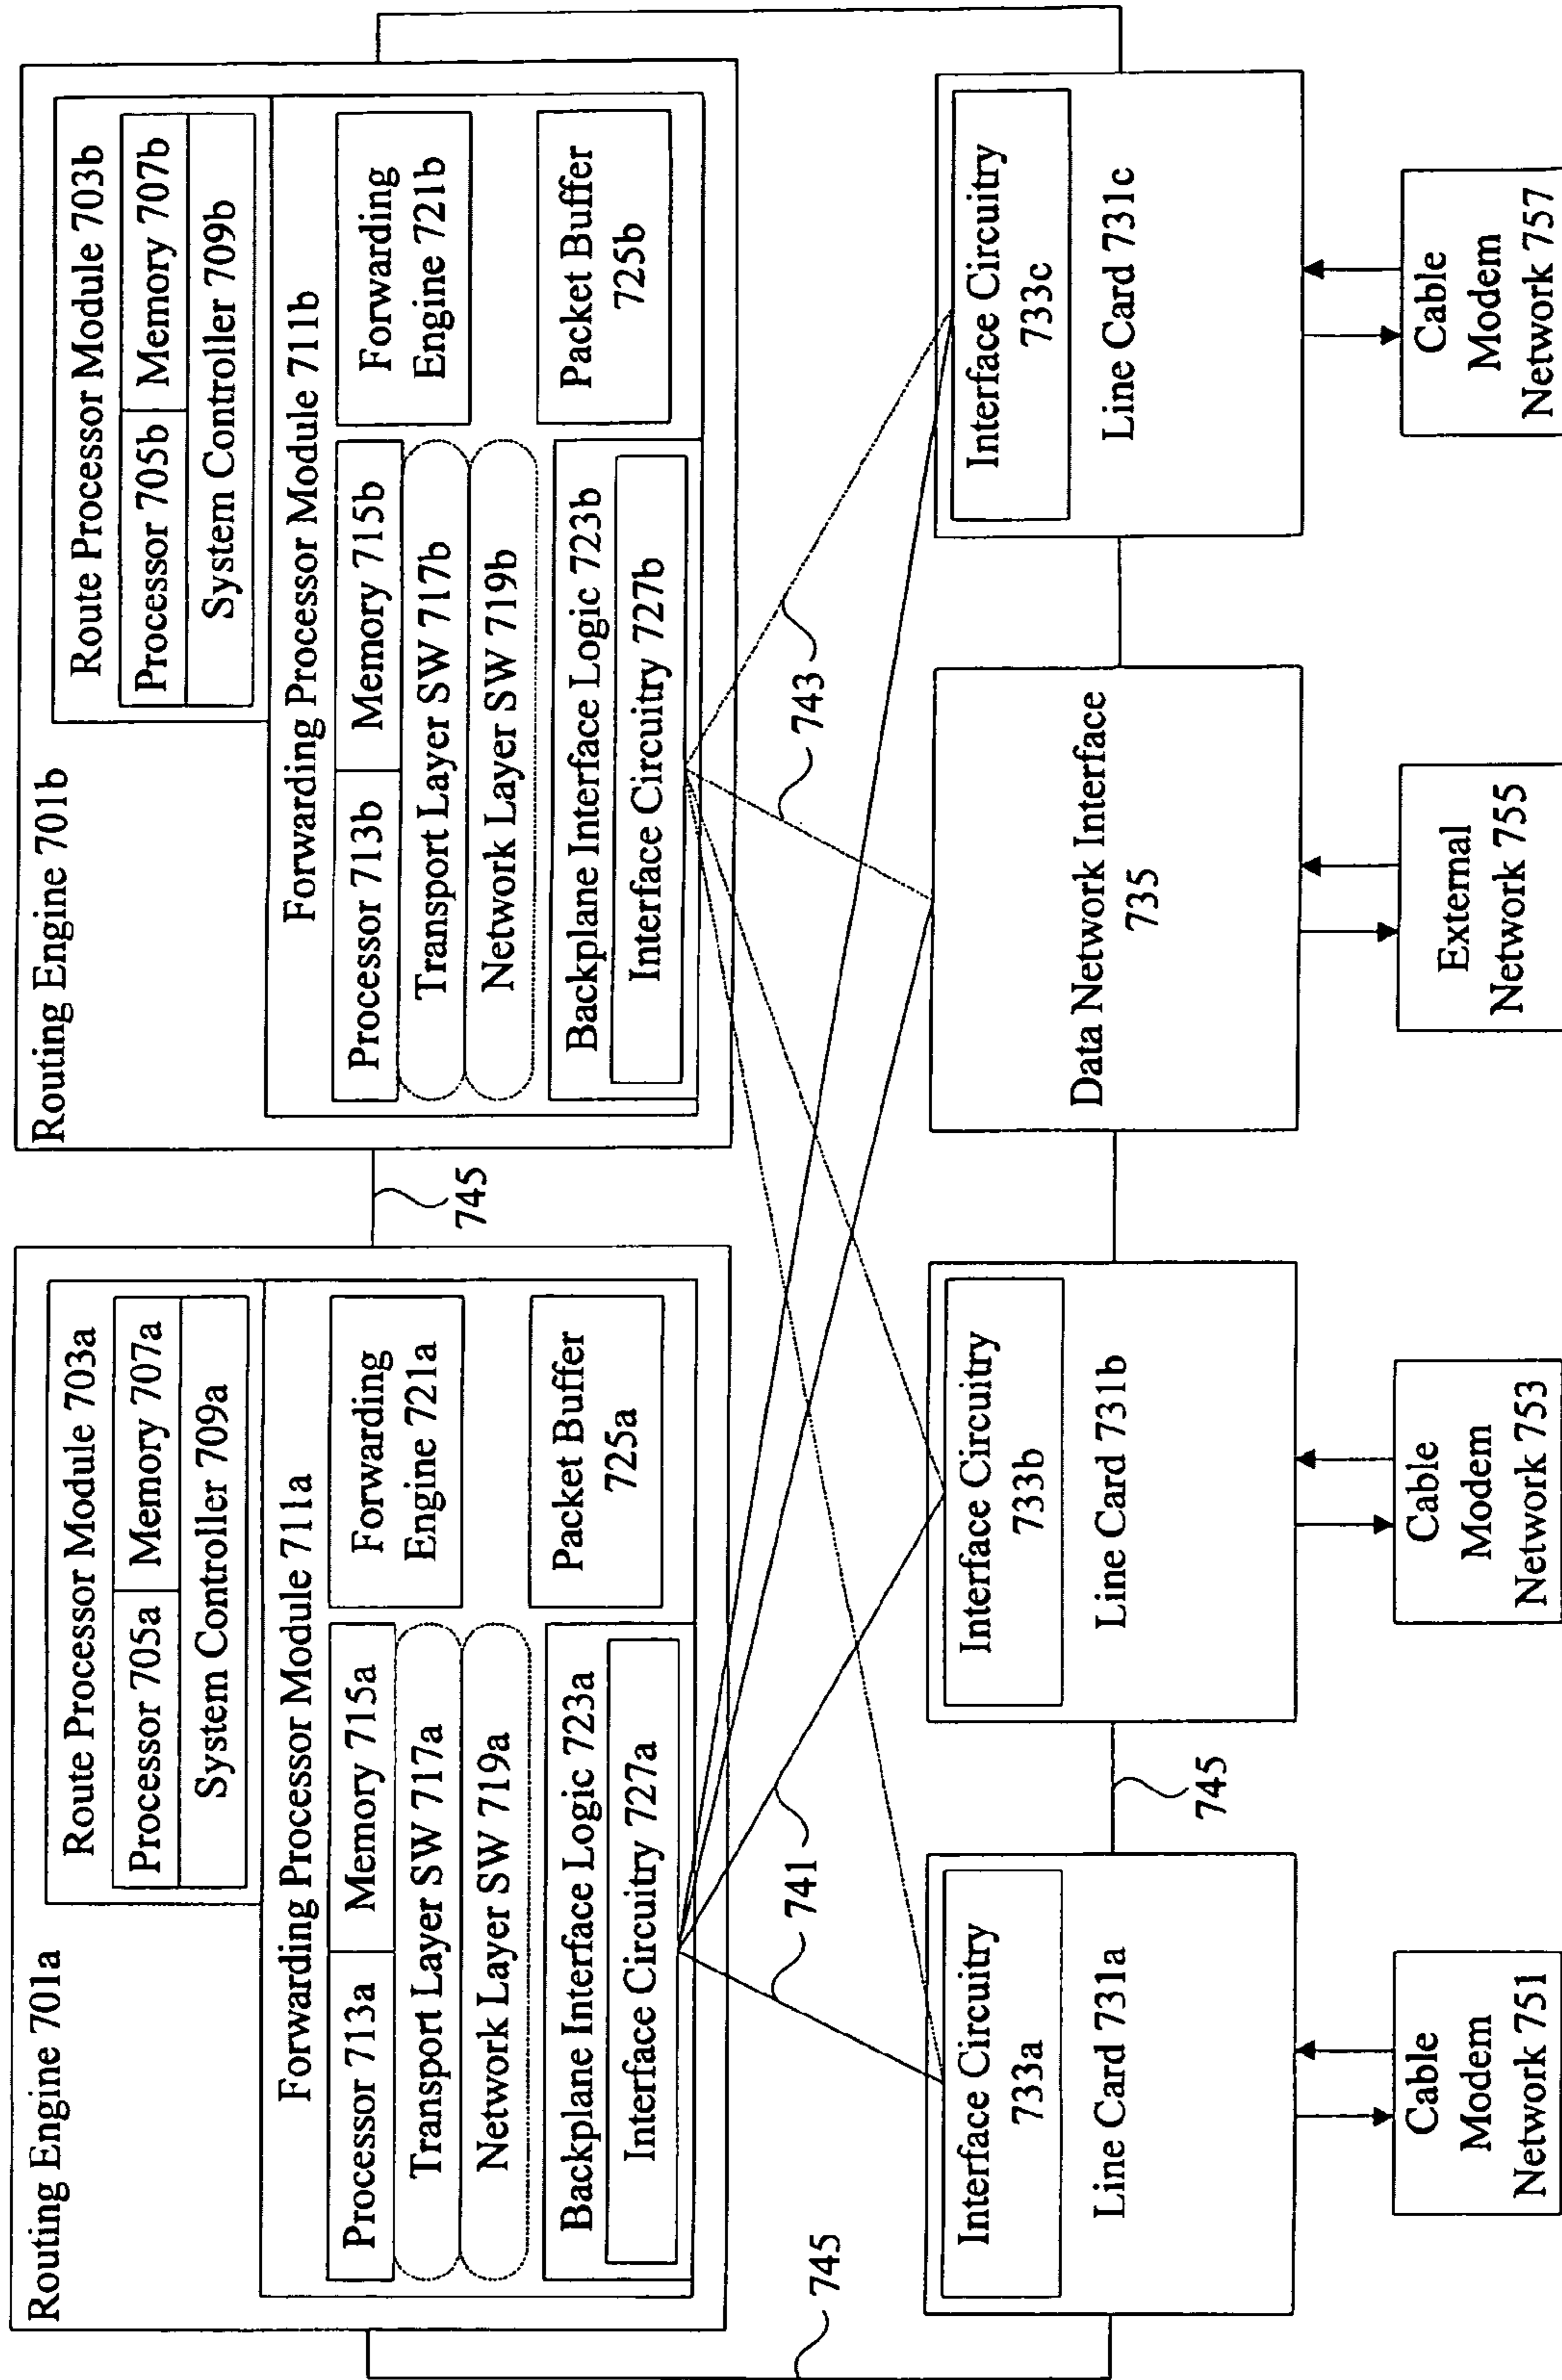 Routing Engine 701a
Route Processor Module 703a
Processor 705a
Memory 707a
System Controller 709a
Forwarding Processor Module 711a
Processor 713a
Memory 715a
Transport Layer SW 717a
Network Layer SW 719a
Forwarding
Engine 721a
Backplane Interface Logic 723a
Interface Circuitry 727a
Packet Buffer
725a
745
Routing Engine 701b
Route Processor Module 703b
Processor 705b
Memory 707b
System Controller 709b
Forwarding Processor Module 711b
Processor 713b
Memory 715b
Transport Layer SW 717b
Network Layer SW 719b
Forwarding
Engine 721b
Backplane Interface Logic 723b
Interface Circuitry 727b
Packet Buffer
725b
745
741
743
Interface Circuitry
733a
Line Card 731a
745
Interface Circuitry
733b
Line Card 731b
Data Network Interface
735
Interface Circuitry
733c
Line Card 731c
Cable
Modem
Network 751
Cable
Modem
Network 753
External
Network 755
Cable
Modem
Network 757